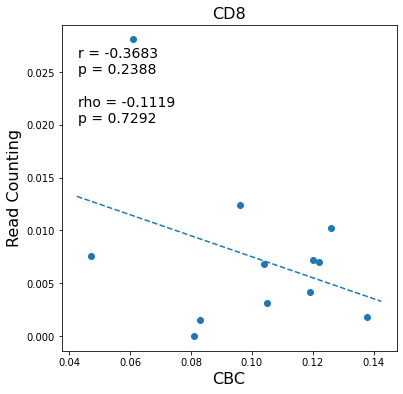 CD8
r = -0.3683
p = 0.2388
rho = -0.1119
p = 0.7292
Read Counting
0.025
0.020
0.015
0.010
0.005
0.000
0.04 0.06 0.08 0.10 0.12 0.14
CBC